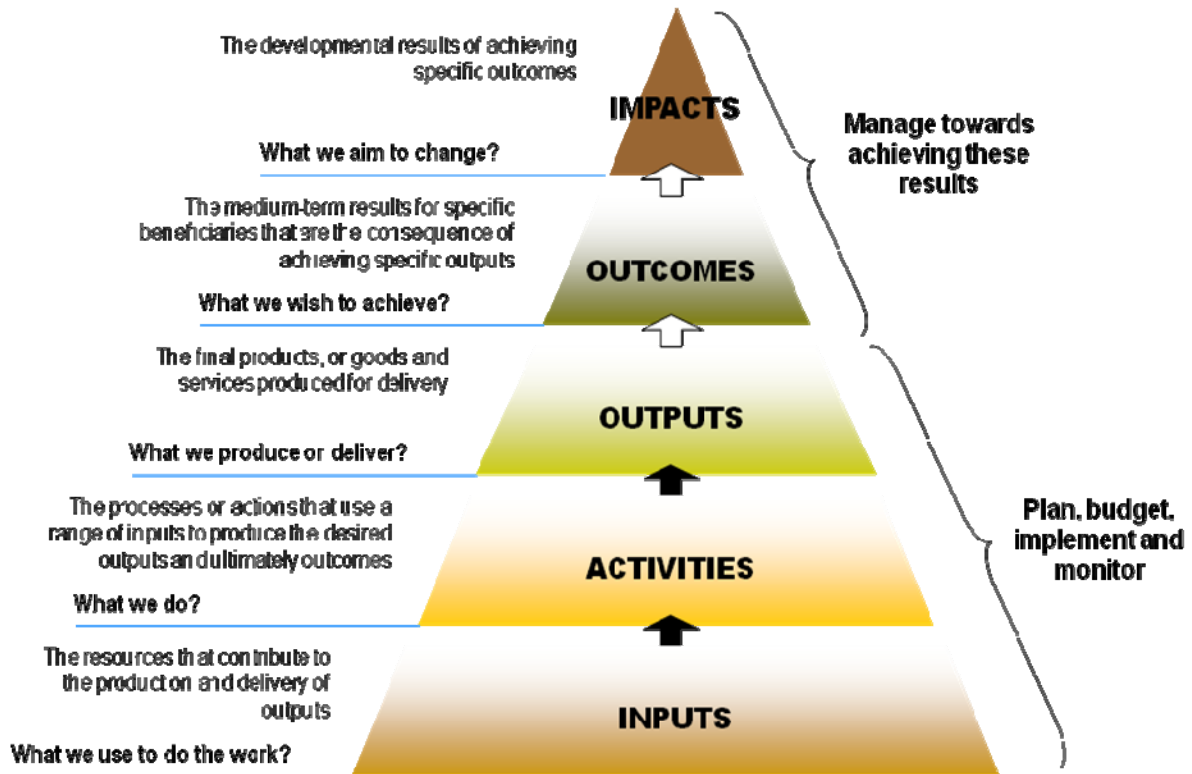 The developmental results of achieving
specific outcomes
IMPACTS
What we aim to change?
Manage towards
achieving these
results
The medium-term results for specific
beneficiaries that are the consequence of
achieving specific outputs
OUTCOMES
What we wish to achieve?
The final products, or goods and
services produced for delivery
OUTPUTS
What we produce or deliver?
The processes or actions that use a
range of inputs to produce the desired
outputs and ultimately outcomes
ACTIVITIES
What we do?
Plan, budget,
implement and
monitor
The resources that contribute to
the production and delivery of
outputs
INPUTS
What we use to do the work?